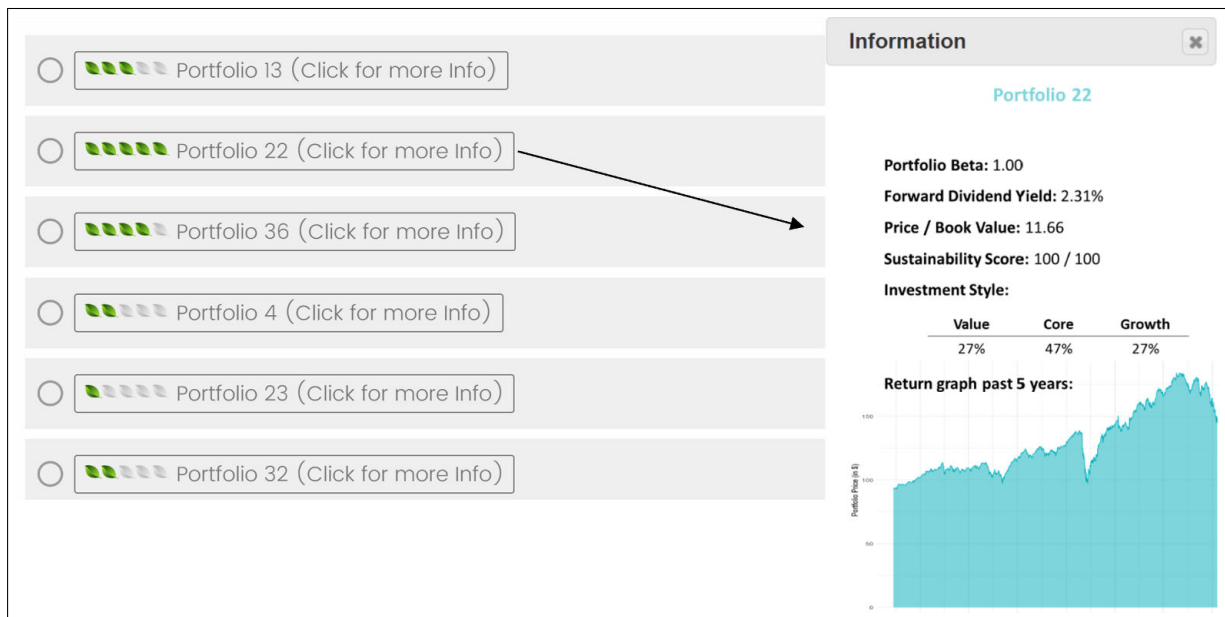 Portfolio 13 (Click for more Info)
Portfolio 22 (Click for more Info)
Portfolio 36 (Click for more Info)
Portfolio 4 (Click for more Info)
Portfolio 23 (Click for more Info)
Portfolio 32 (Click for more Info)
Information
Portfolio 22
Portfolio Beta: 1.00
Forward Dividend Yield: 2.31%
Price / Book Value: 11.66
Sustainability Score: 100 / 100
Investment Style:
Value Core Growth
27% 47% 27%
Return graph past 5 years:
150
100
50
0
Portfolio Price (in $)